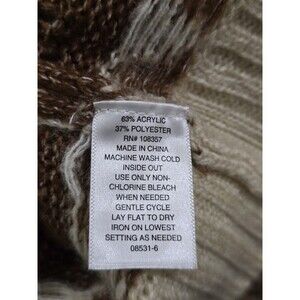 63% ACRYLIC
37% POLYESTER
RN# 108357
MADE IN CHINA
MACHINE WASH COLD
INSIDE OUT
USE ONLY NON-
CHLORINE BLEACH
WHEN NEEDED
GENTLE CYCLE
LAY FLAT TO DRY
IRON ON LOWEST
SETTING AS NEEDED
08531-6